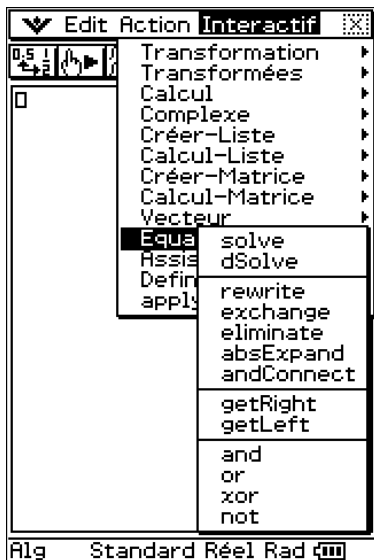 Edit Action Interactif
Transformation
Transformées
Calcul
Complexe
Créer-Liste
Calcul-Liste
Créer-Matrice
Calcul-Matrice
Vecteur
Equa
Assis
Defin
apply
solve
dSolve
rewrite
exchange
eliminate
absExpand
andConnect
getRight
getLeft
and
or
xor
not
Alg Standard Réel Rad